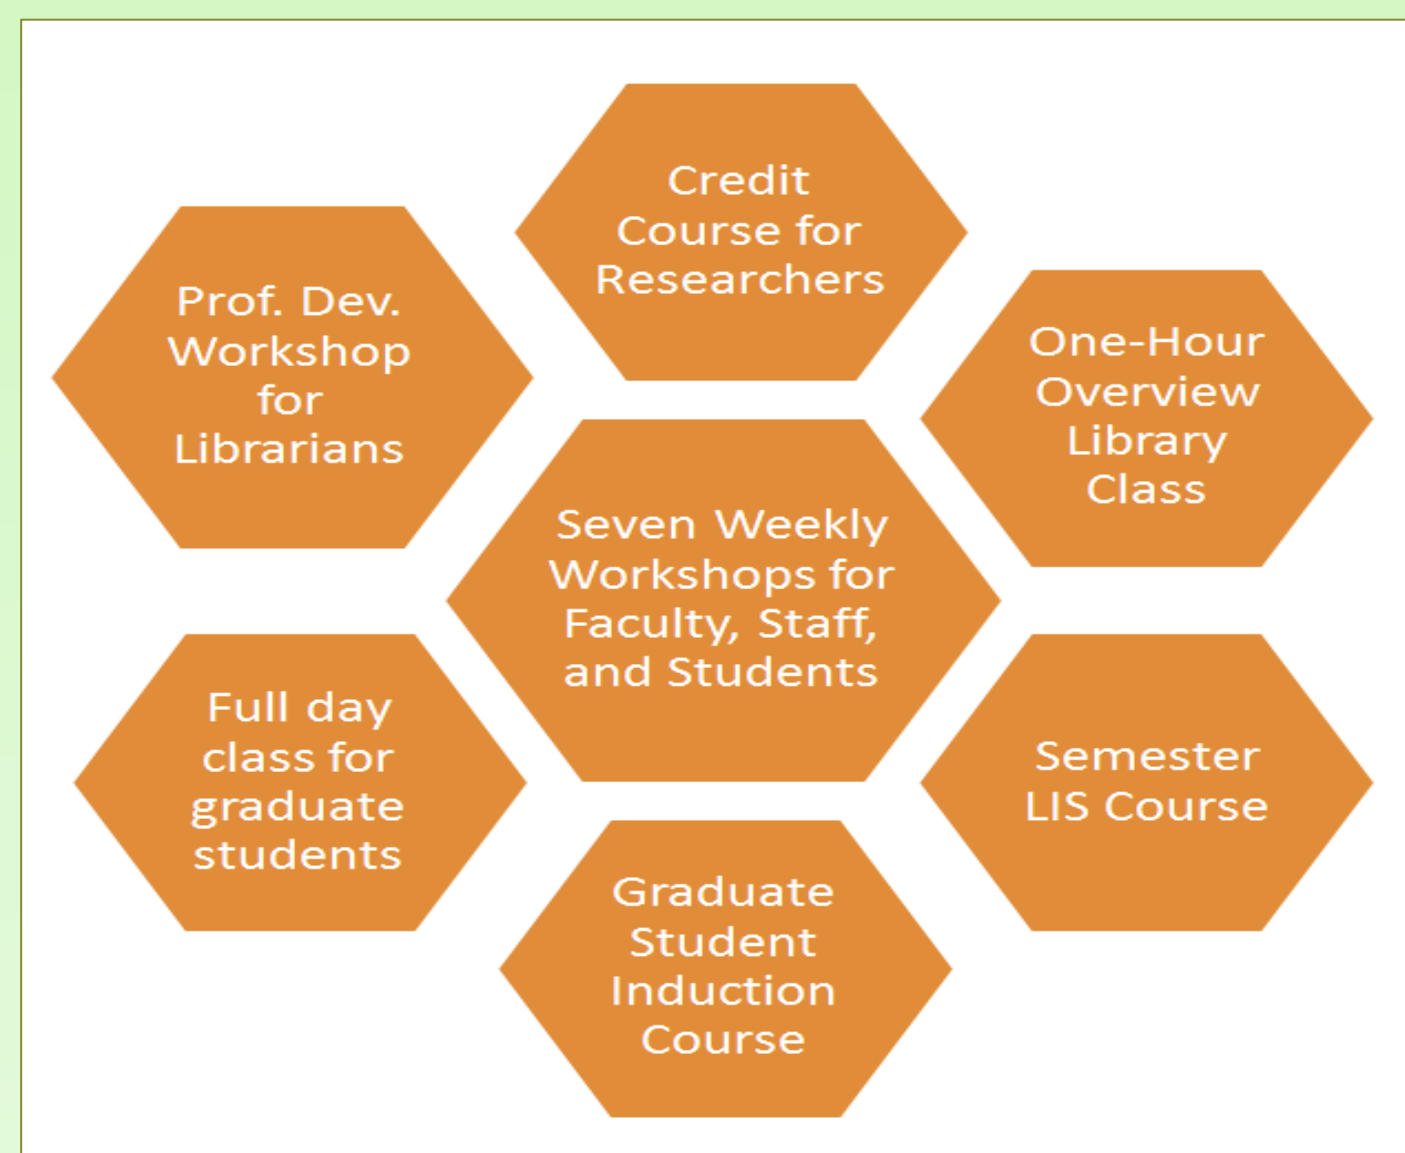 Credit
Course for
Researchers
Prof. Dev.
Workshop
for
Librarians
One-Hour
Overview
Library
Class
Seven Weekly
Workshops for
Faculty, Staff,
and Students
Full day
class for
graduate
students
Semester
LIS Course
Graduate
Student
Induction
Course